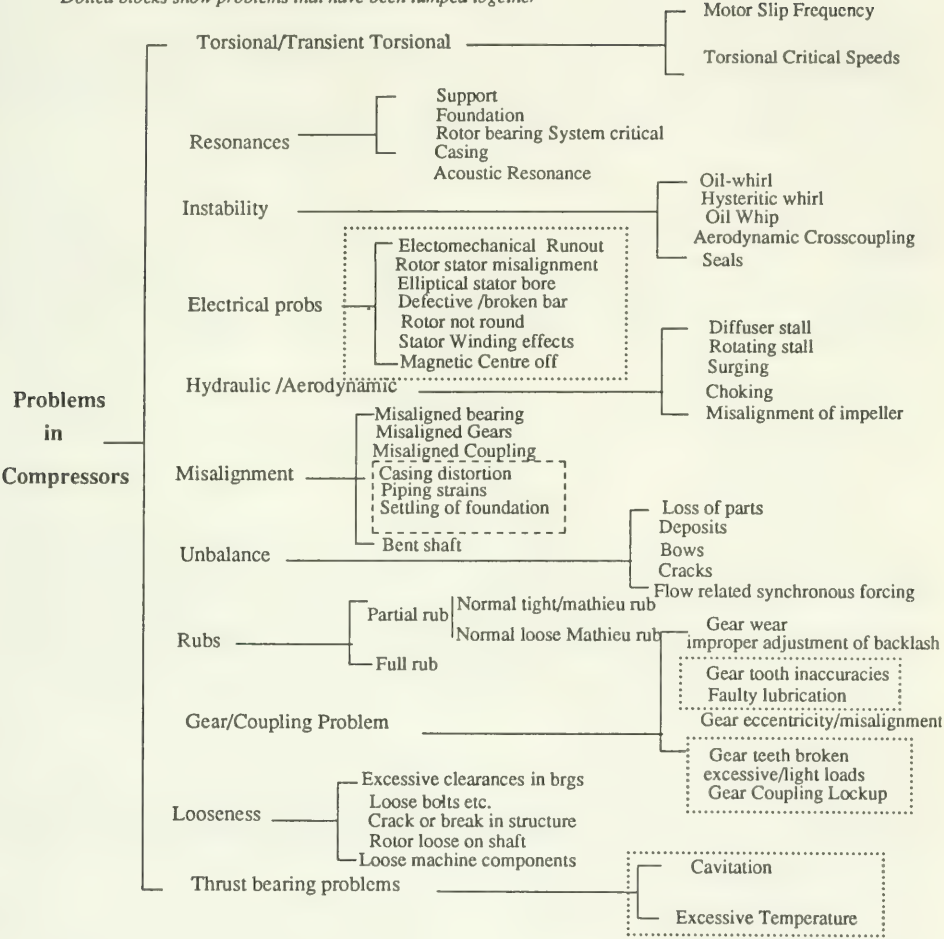 Dotted blocks show problems that have been lumped together
Motor Slip Frequency
Torsional/Transient Torsional
Torsional Critical Speeds
Support
Foundation
Resonances
Rotor bearing System critical
Casing
Acoustic Resonance
Instability
Oil-whirl
Hysteritic whirl
Oil Whip
Aerodynamic Crosscoupling
Seals
Electrical probs
Electomechanical Runout
Rotor stator misalignment
Elliptical stator bore
Defective /broken bar
Rotor not round
Stator Winding effects
Magnetic Centre off
Hydraulic /Aerodynamic
Diffuser stall
Rotating stall
Surging
Choking
Misalignment of impeller
Problems
in
Compressors
Misalignment
Misaligned bearing
Misaligned Gears
Misaligned Coupling
Casing distortion
Piping strains
Settling of foundation
Bent shaft
Unbalance
Loss of parts
Deposits
Bows
Cracks
Flow related synchronous forcing
Rubs
Partial rub
Normal tight/mathieu rub
Normal loose Mathieu rub
Full rub
Gear/Coupling Problem
Gear wear
improper adjustment of backlash
Gear tooth inaccuracies
Faulty lubrication
Gear eccentricity/misalignment
Gear teeth broken
excessive/light loads
Gear Coupling Lockup
Looseness
Excessive clearances in brgs
Loose bolts etc.
Crack or break in structure
Rotor loose on shaft
Loose machine components
Thrust bearing problems
Cavitation
Excessive Temperature